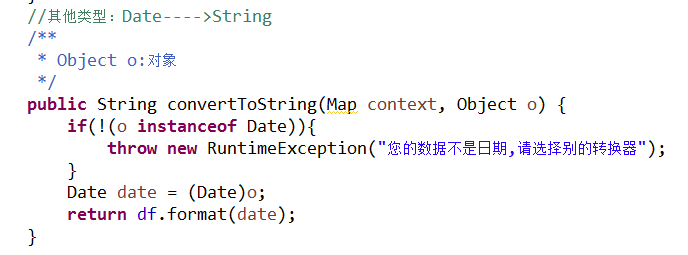 //其他类型：Date---->String
/**
 * Object o:对象
 */
public String convertToString(Map context, Object o) {
    if(!(o instanceof Date)){
        throw new RuntimeException("您的数据不是日期,请选择别的转换器");
    }
    Date date = (Date)o;
    return df.format(date);
}